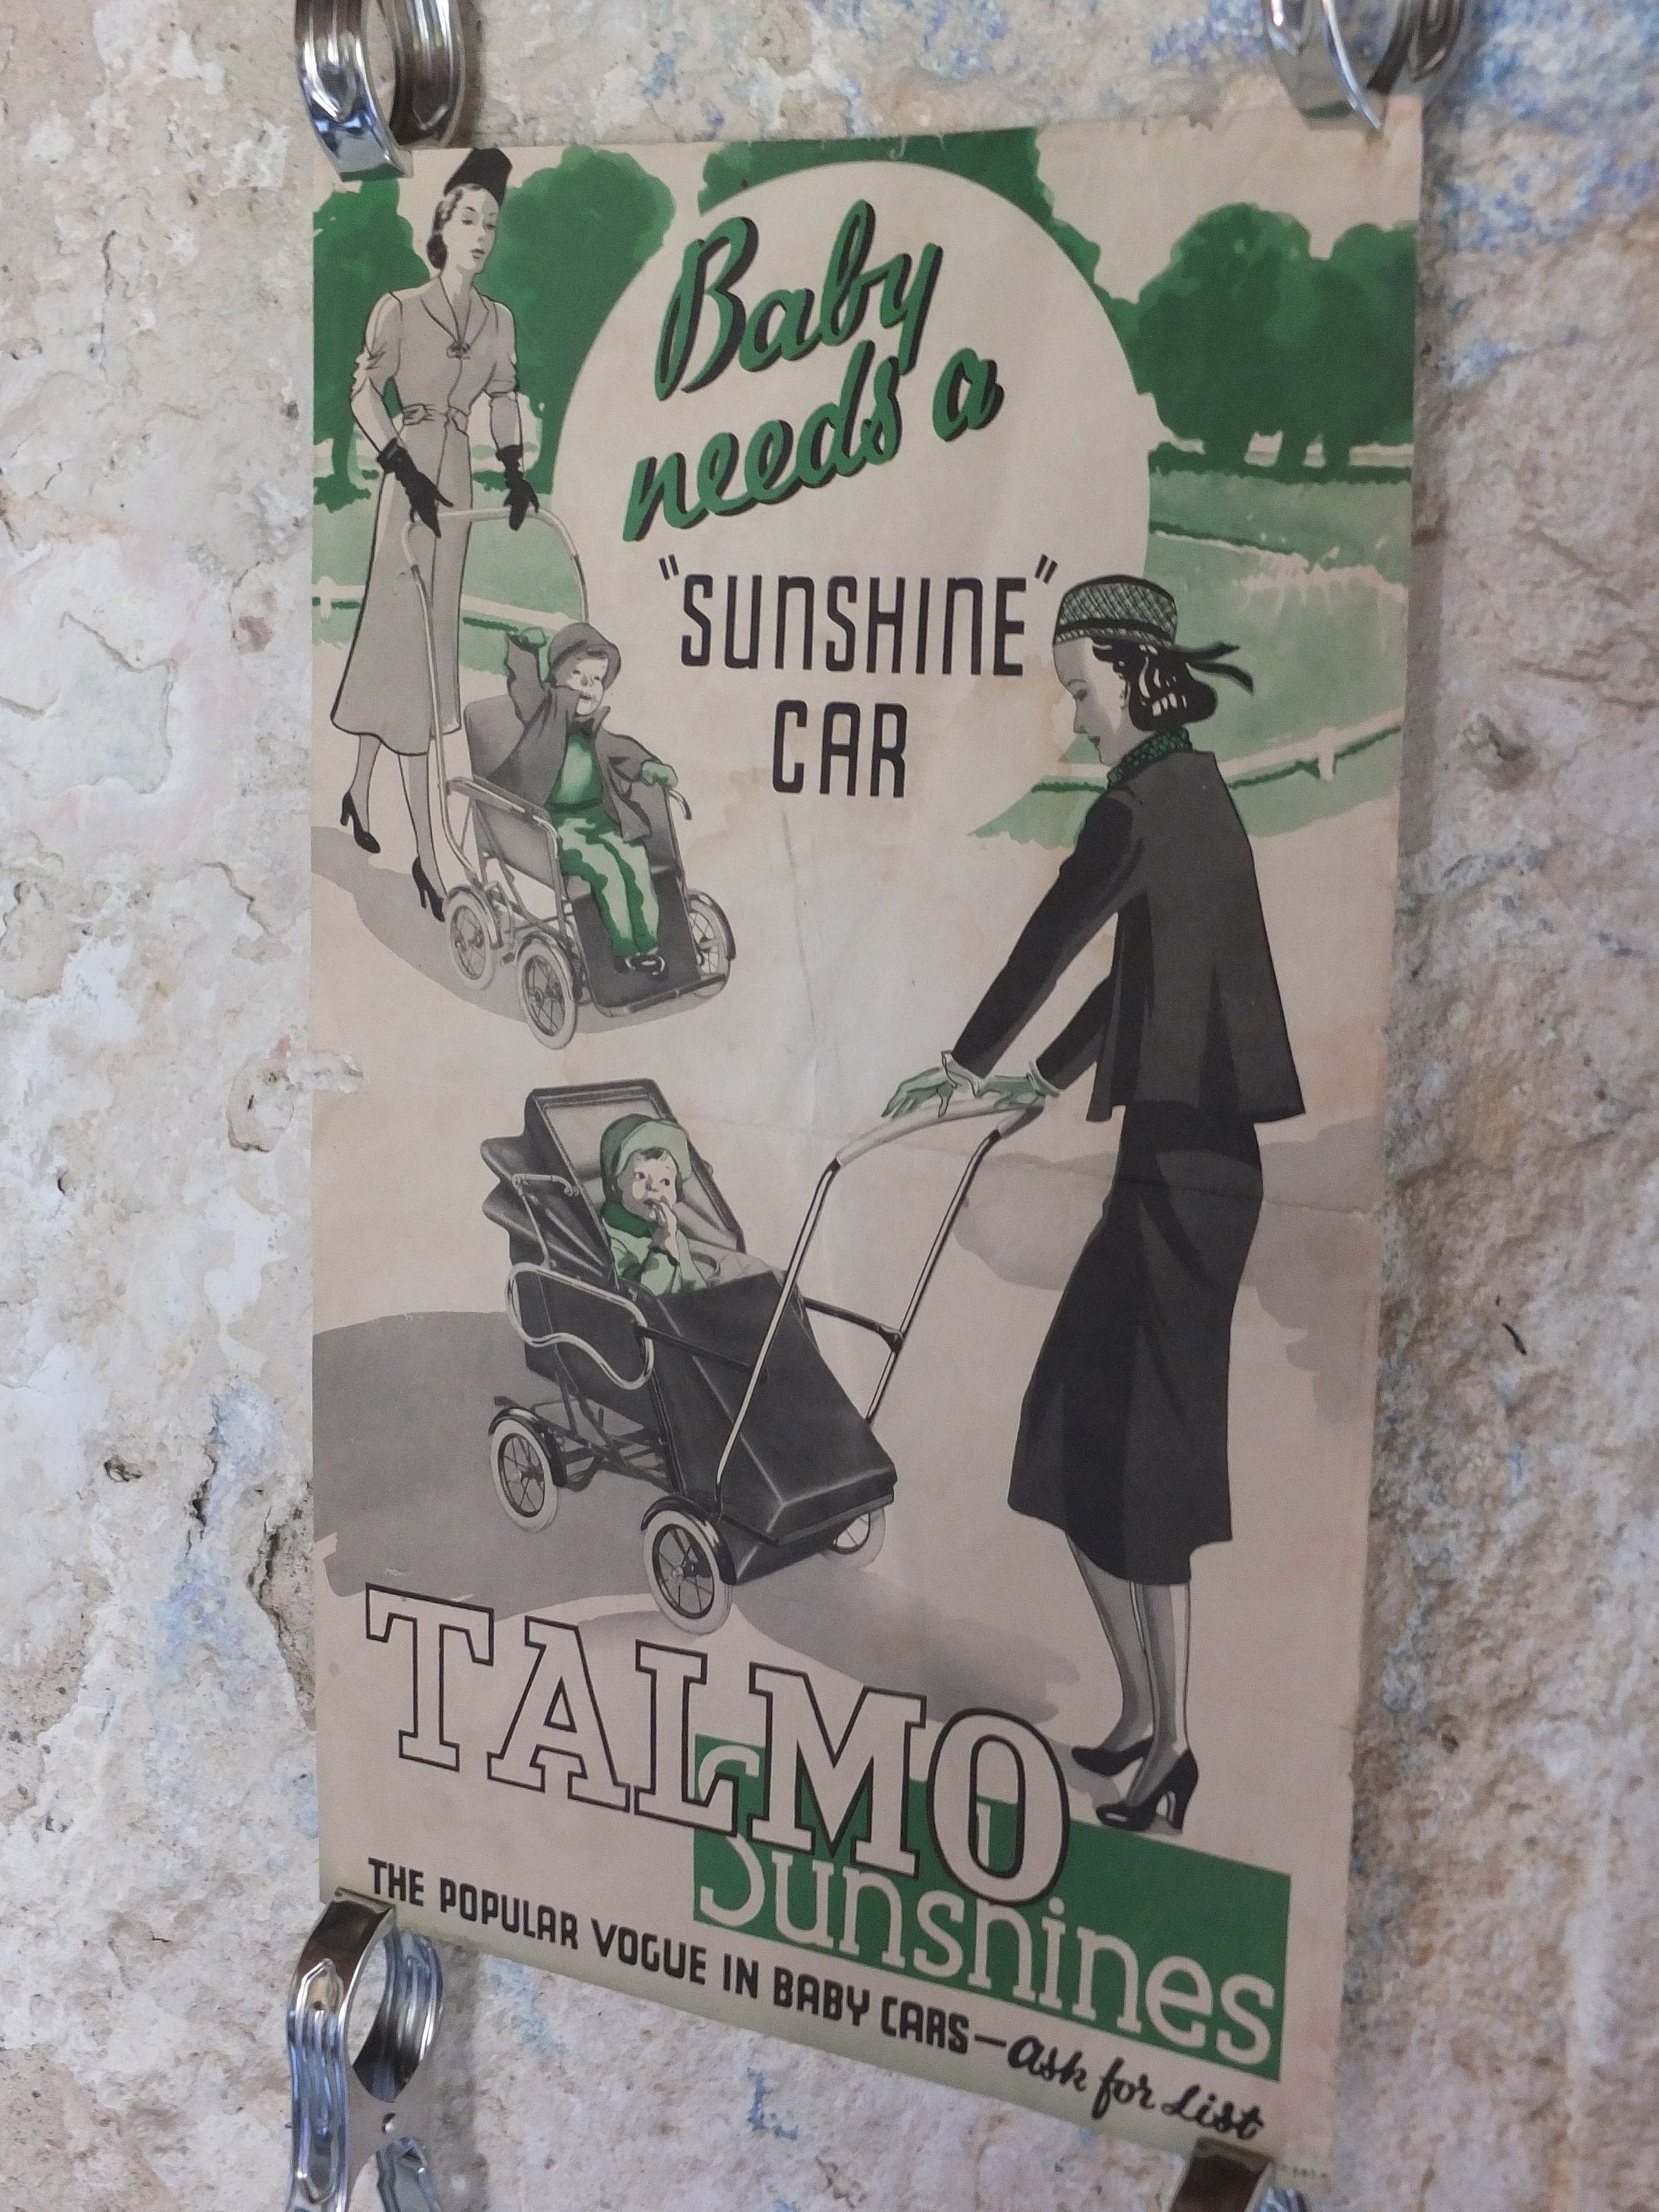 Baby
needs a
"SUNSHINE"
CAR
TALMO
Sunshines
THE POPULAR VOGUE IN BABY CARS—ask for List